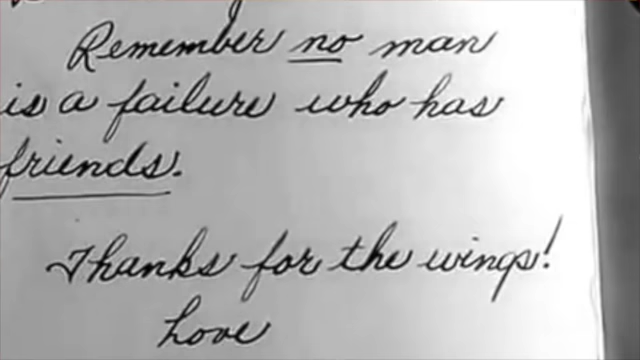 Remember no man
is a failure who has
friends.
Thanks for the wings!
Love